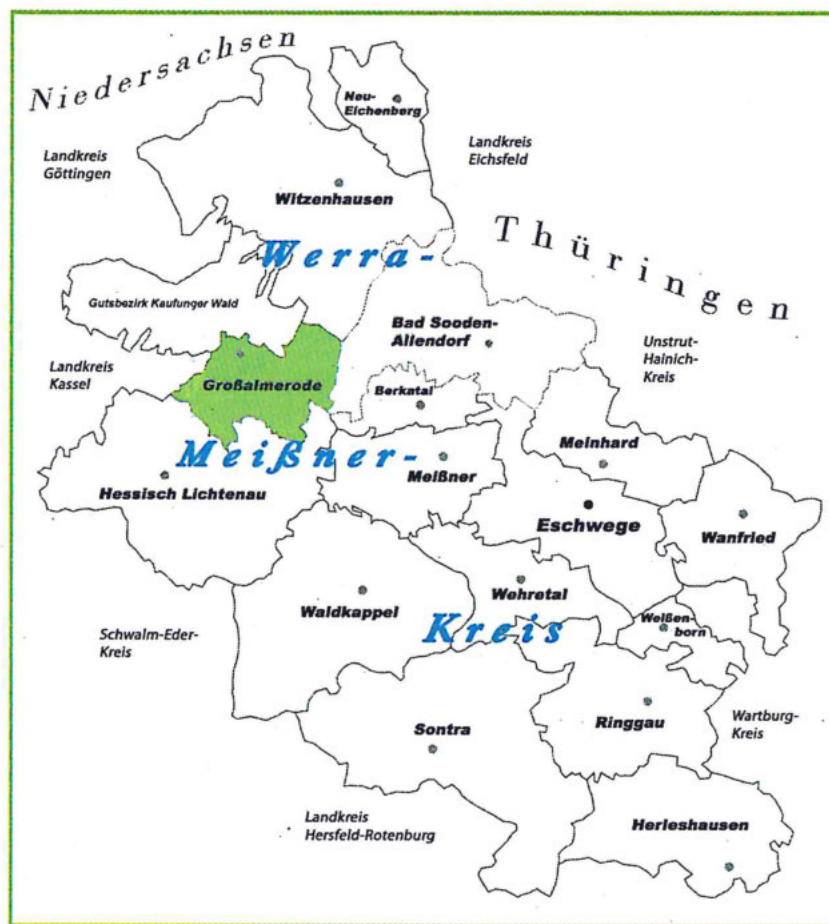 Niedersachsen
Neu-
Eichenberg
Landkreis
Göttingen
Landkreis
Eichsfeld
Witzenhausen
Thüringen
Werra-
Gutsbezirk Kaufunger Wald
Bad Sooden-
Allendorf
Unstrut-
Hainich-
Kreis
Landkreis
Kassel
Großalmerode
Berkatal
Meinhard
Meißner-
Meißner
Hessisch Lichtenau
Eschwege
Wanfried
Waldkappel
Wehretal
Weißen-
born
Kreis
Schwalm-Eder-
Kreis
Ringgau
Wartburg-
Kreis
Sontra
Landkreis
Hersfeld-Rotenburg
Herleshausen